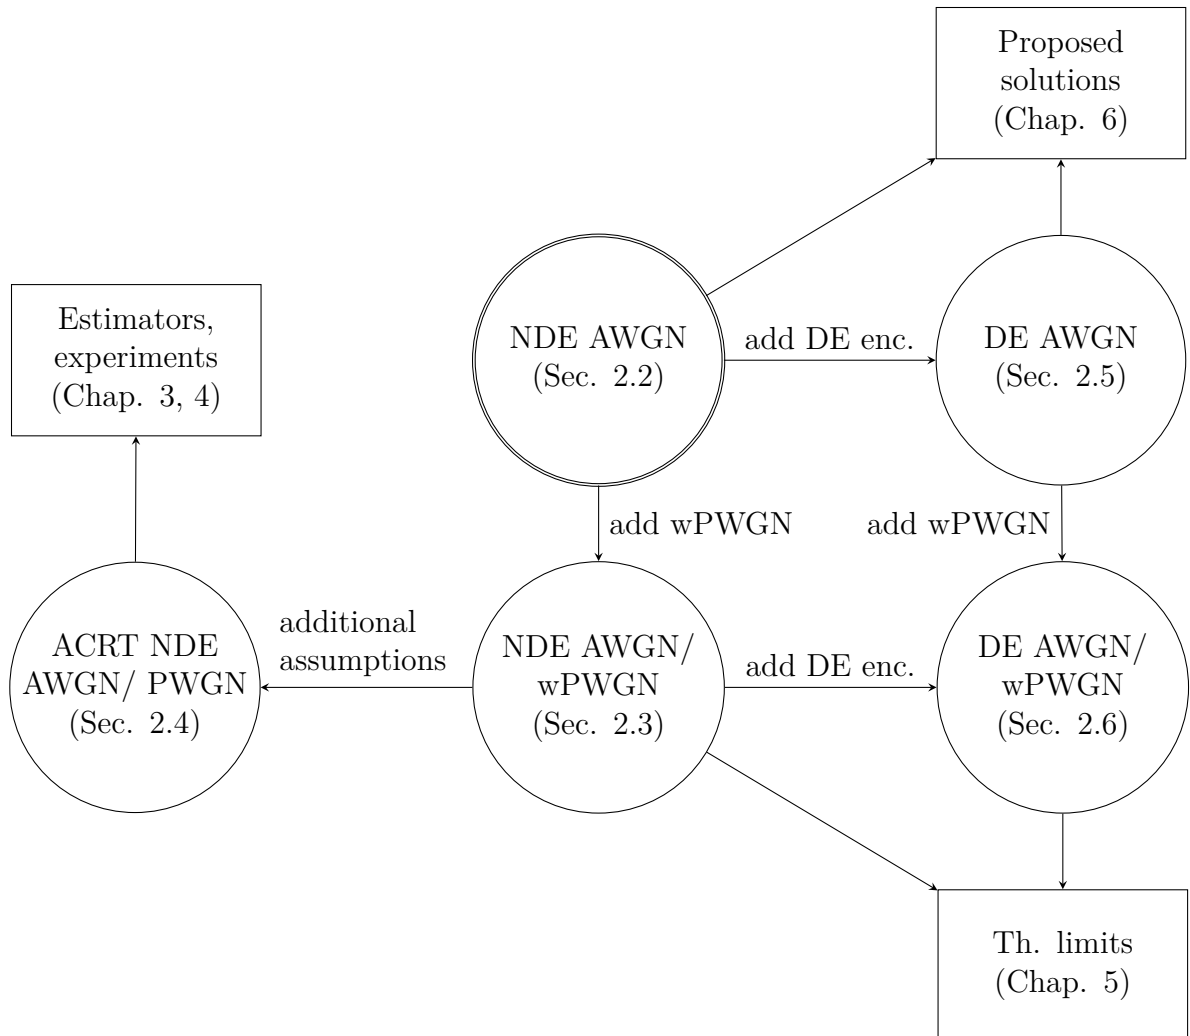 Proposed
solutions
(Chap. 6)
Estimators,
experiments
(Chap. 3, 4)
NDE AWGN
(Sec. 2.2)
add DE enc.
DE AWGN
(Sec. 2.5)
add wPWGN
add wPWGN
ACRT NDE
AWGN/ PWGN
(Sec. 2.4)
additional
assumptions
NDE AWGN/
wPWGN
(Sec. 2.3)
add DE enc.
DE AWGN/
wPWGN
(Sec. 2.6)
Th. limits
(Chap. 5)